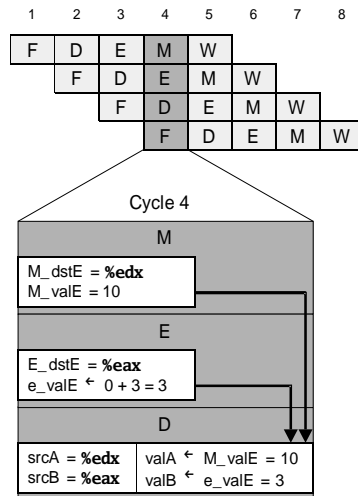 1 2 3 4 5 6 7 8
F D E M W
F D E M W
F D E M W
F D E M W
Cycle 4
M
M_dstE = %edx
M_valE = 10
E
E_dstE = %eax
e_valE ← 0 + 3 = 3
D
srcA = %edx valA ← M_valE = 10
srcB = %eax valB ← e_valE = 3